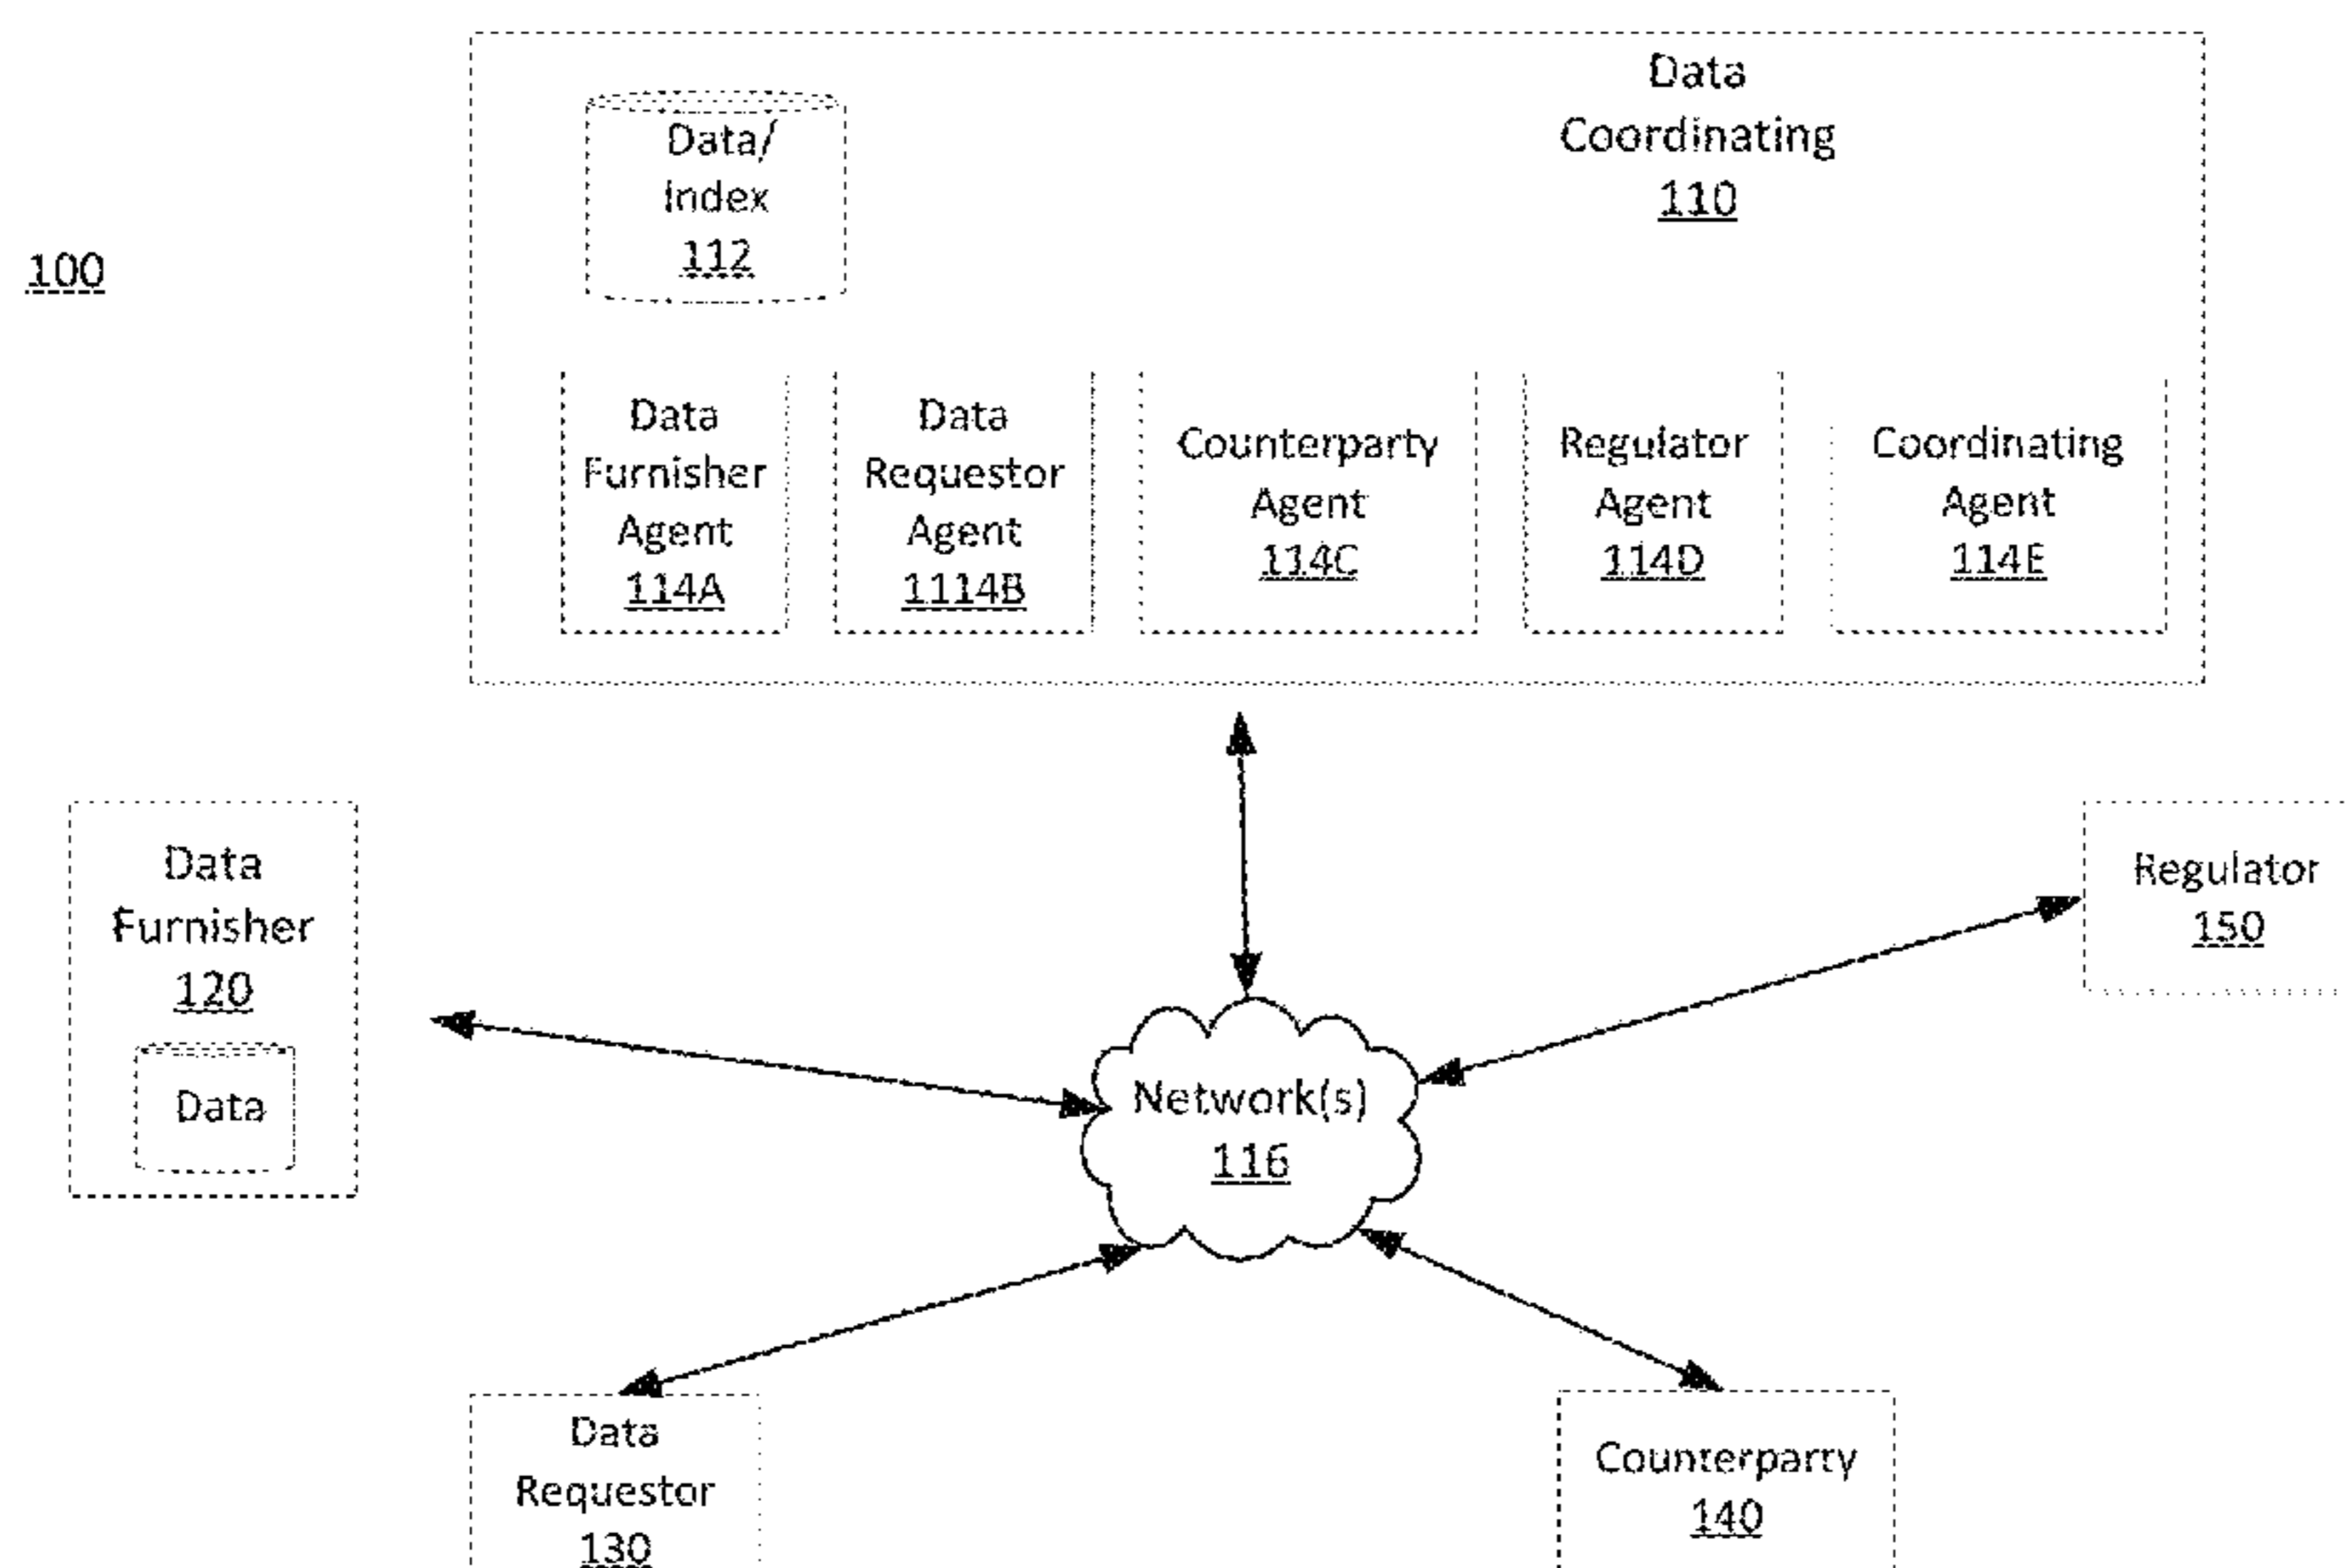 Data
Coordinating
110
Data/
Index
112
100
Data
Furnisher
Agent
114A
Data
Requestor
Agent
1114B
Counterparty
Agent
114C
Regulator
Agent
114D
Coordinating
Agent
114E
Data
Furnisher
120
Data
Regulator
150
Network(s)
116
Data
Requestor
130
Counterparty
140